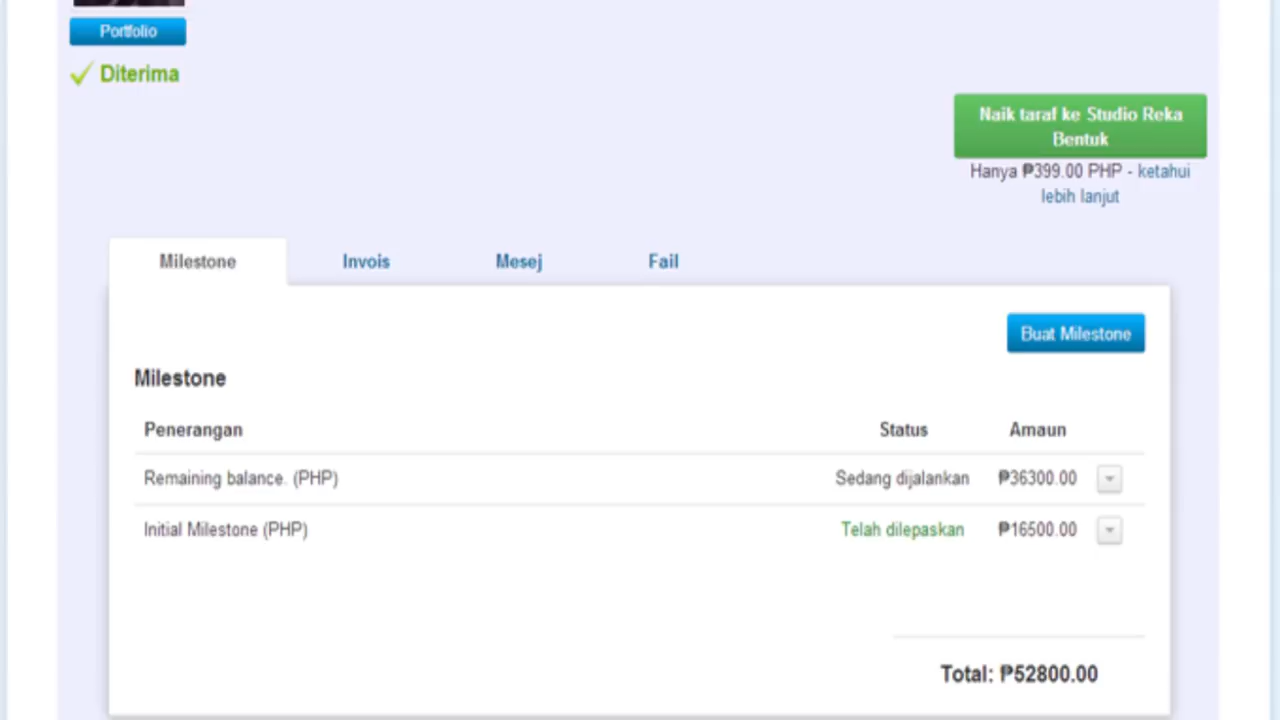 Portfolio
Diterima
Naik taraf ke Studio Reka
Bentuk
Hanya ₱399.00 PHP - ketahui
lebih lanjut
Milestone Invois Mesej Fail
Buat Milestone
Milestone
Penerangan Status Amaun
Remaining balance. (PHP) Sedang dijalankan ₱36300.00
Initial Milestone (PHP) Telah dilepaskan ₱16500.00
Total: ₱52800.00